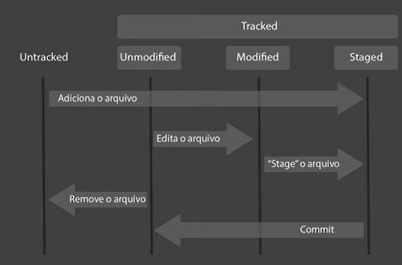 Tracked
Untracked
Unmodified
Modified
Staged
Adiciona o arquivo
Edita o arquivo
"Stage" o arquivo
Remove o arquivo
Commit